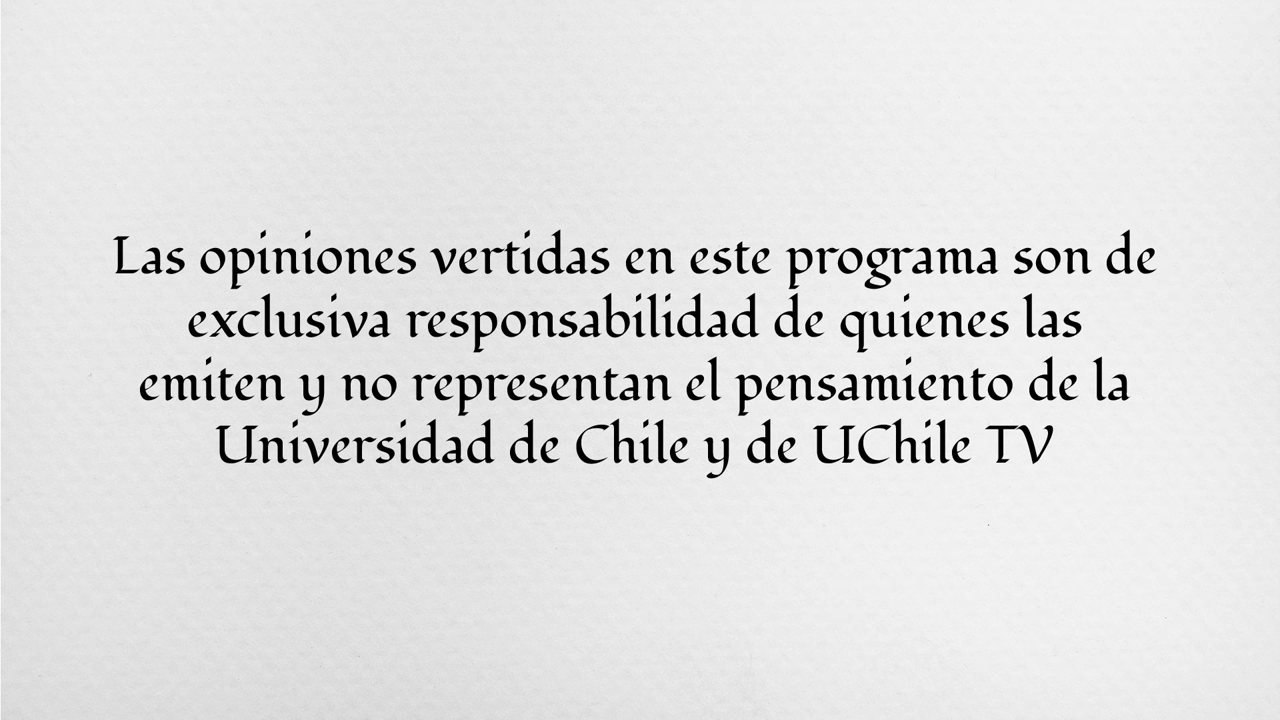 Las opiniones vertidas en este programa son de
exclusiva responsabilidad de quienes las
emiten y no representan el pensamiento de la
Universidad de Chile y de UChile TV